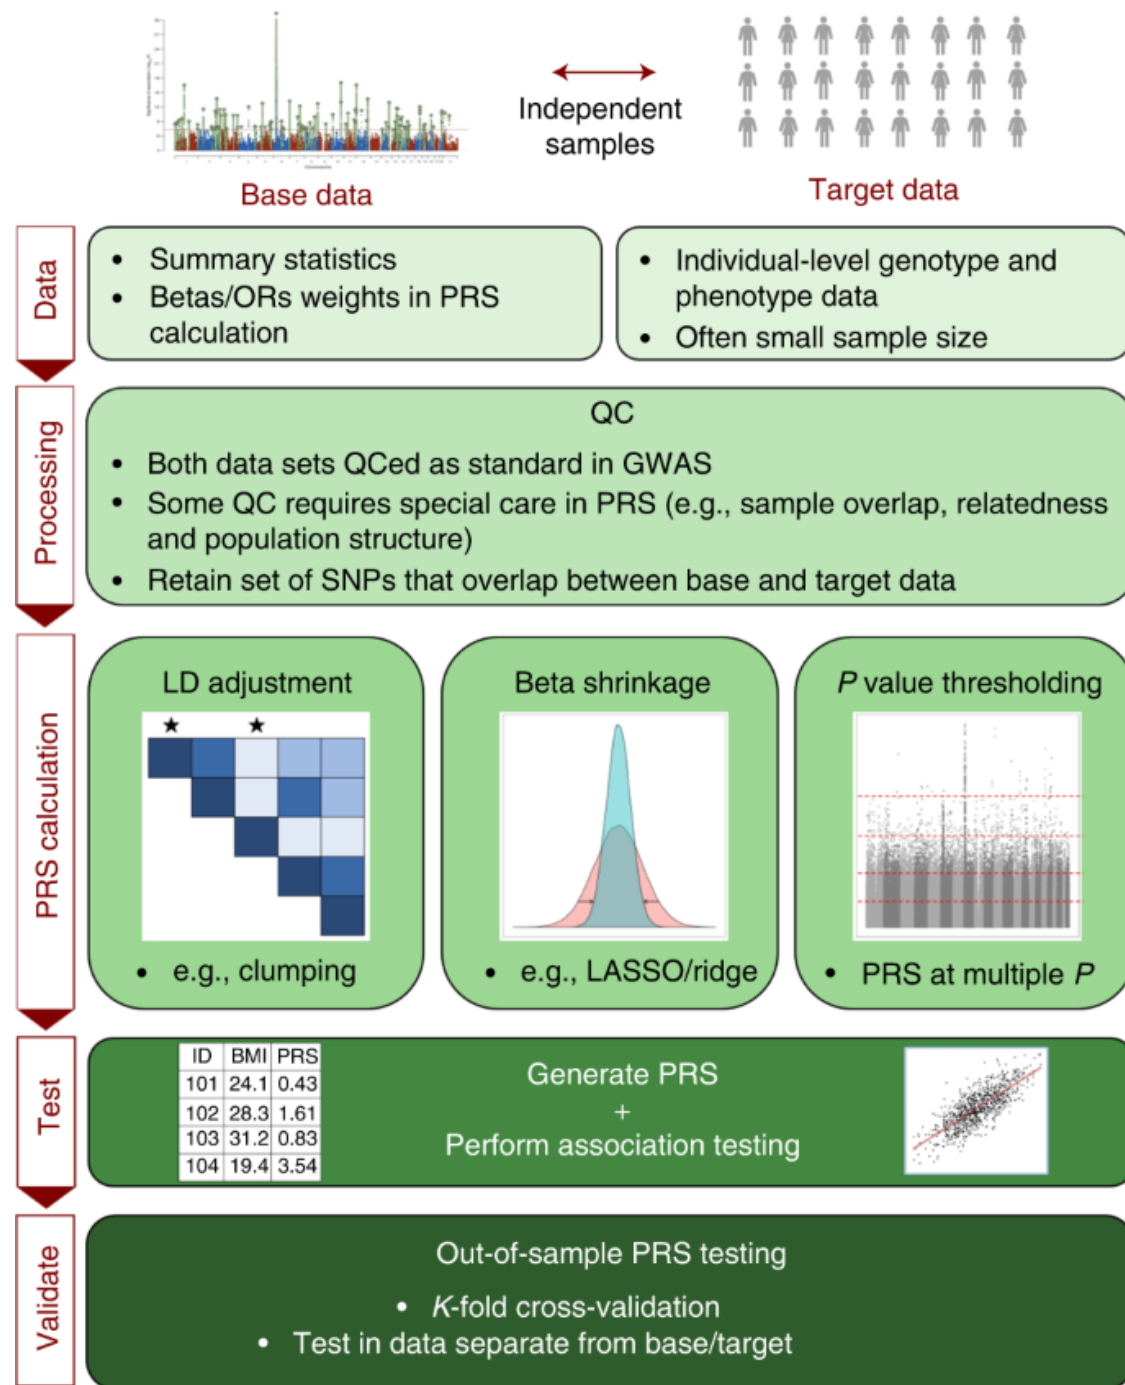 Independent
samples
Base data
Target data
Data
• Summary statistics
• Betas/ORs weights in PRS
calculation
• Individual-level genotype and
phenotype data
• Often small sample size
Processing
QC
• Both data sets QCed as standard in GWAS
• Some QC requires special care in PRS (e.g., sample overlap, relatedness
and population structure)
• Retain set of SNPs that overlap between base and target data
PRS calculation
LD adjustment
• e.g., clumping
Beta shrinkage
• e.g., LASSO/ridge
P value thresholding
• PRS at multiple P
Test
ID BMI PRS
101 24.1 0.43
102 28.3 1.61
103 31.2 0.83
104 19.4 3.54
Generate PRS
+
Perform association testing
Validate
Out-of-sample PRS testing
• K-fold cross-validation
• Test in data separate from base/target